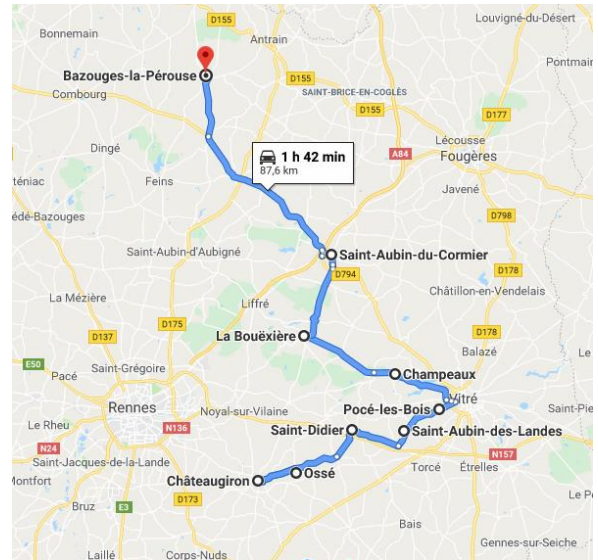 Bonnemain
D155
Antrain
Louvigné-du-Désert
Bazouges-la-Pérouse
D155
Pontmain
Combourg
SAINT-BRICE-EN-COGLÈS
D155
D177
Dingé
1 h 42 min
87,6 km
A84
Lécousse
Fougères
Feins
Javené
édé-Bazouges
D798
Saint-Aubin-d'Aubigné
Saint-Aubin-du-Cormier
D794
D178
Châtillon-en-Vendelais
La Mézière
Liffré
D175
D137
La Bouëxière
D178
Balazé
E50
Saint-Grégoire
Pacé
Champeaux
Vitré
Rennes
Noyal-sur-Vilaine
Pocé-les-Bois
Saint-Pie
Le Rheu
N136
Saint-Didier
Saint-Aubin-des-Landes
N24
Saint-Jacques-de-la-Lande
N157
Torcé
Étrelles
Montfort
Châteaugiron
Ossé
Bruz
E3
D173
Bais
Laillé
Corps-Nuds
Gennes-sur-Seiche